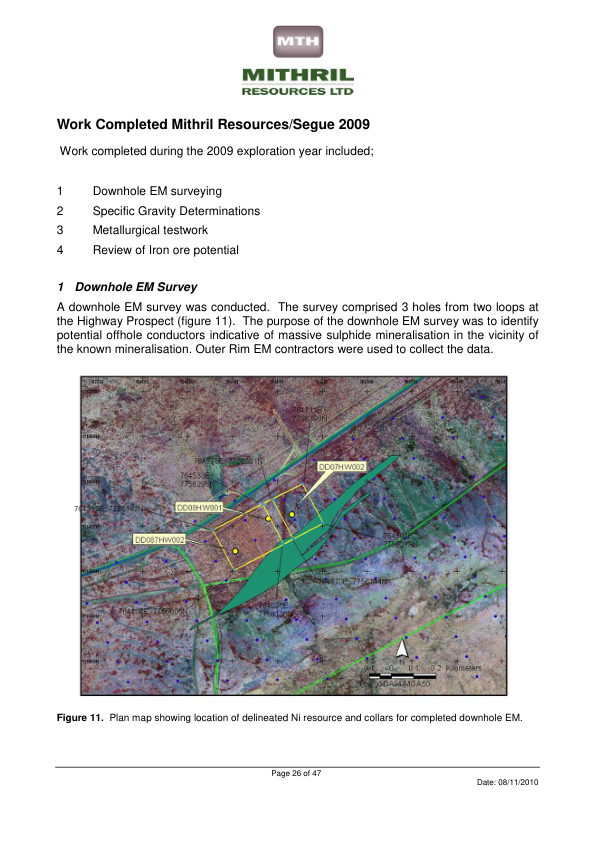 MTH
MITHRIL
RESOURCES LTD
Work Completed Mithril Resources/Segue 2009
Work completed during the 2009 exploration year included;
1 Downhole EM surveying
2 Specific Gravity Determinations
3 Metallurgical testwork
4 Review of Iron ore potential
1 Downhole EM Survey
A downhole EM survey was conducted. The survey comprised 3 holes from two loops at
the Highway Prospect (figure 11). The purpose of the downhole EM survey was to identify
potential offhole conductors indicative of massive sulphide mineralisation in the vicinity of
the known mineralisation. Outer Rim EM contractors were used to collect the data.
DD07HW002
DD08HW001
DD087HW002
N
0.1 0 0.1 0.2 Kilometers
Figure 11. Plan map showing location of delineated Ni resource and collars for completed downhole EM.
Page 26 of 47
Date: 08/11/2010